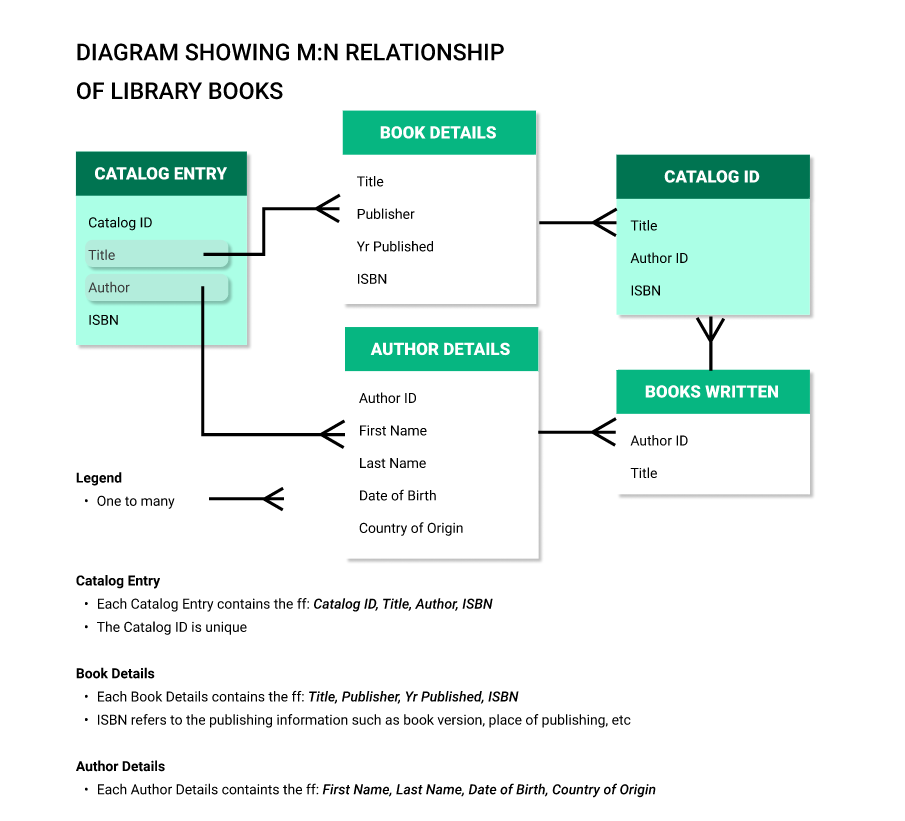 DIAGRAM SHOWING M:N RELATIONSHIP
OF LIBRARY BOOKS
CATALOG ENTRY
Catalog ID
Title
Author
ISBN
BOOK DETAILS
Title
Publisher
Yr Published
ISBN
CATALOG ID
Title
Author ID
ISBN
AUTHOR DETAILS
Author ID
First Name
Last Name
Date of Birth
Country of Origin
BOOKS WRITTEN
Author ID
Title
Legend
• One to many
Catalog Entry
• Each Catalog Entry contains the ff: Catalog ID, Title, Author, ISBN
• The Catalog ID is unique
Book Details
• Each Book Details contains the ff: Title, Publisher, Yr Published, ISBN
• ISBN refers to the publishing information such as book version, place of publishing, etc
Author Details
• Each Author Details containts the ff: First Name, Last Name, Date of Birth, Country of Origin